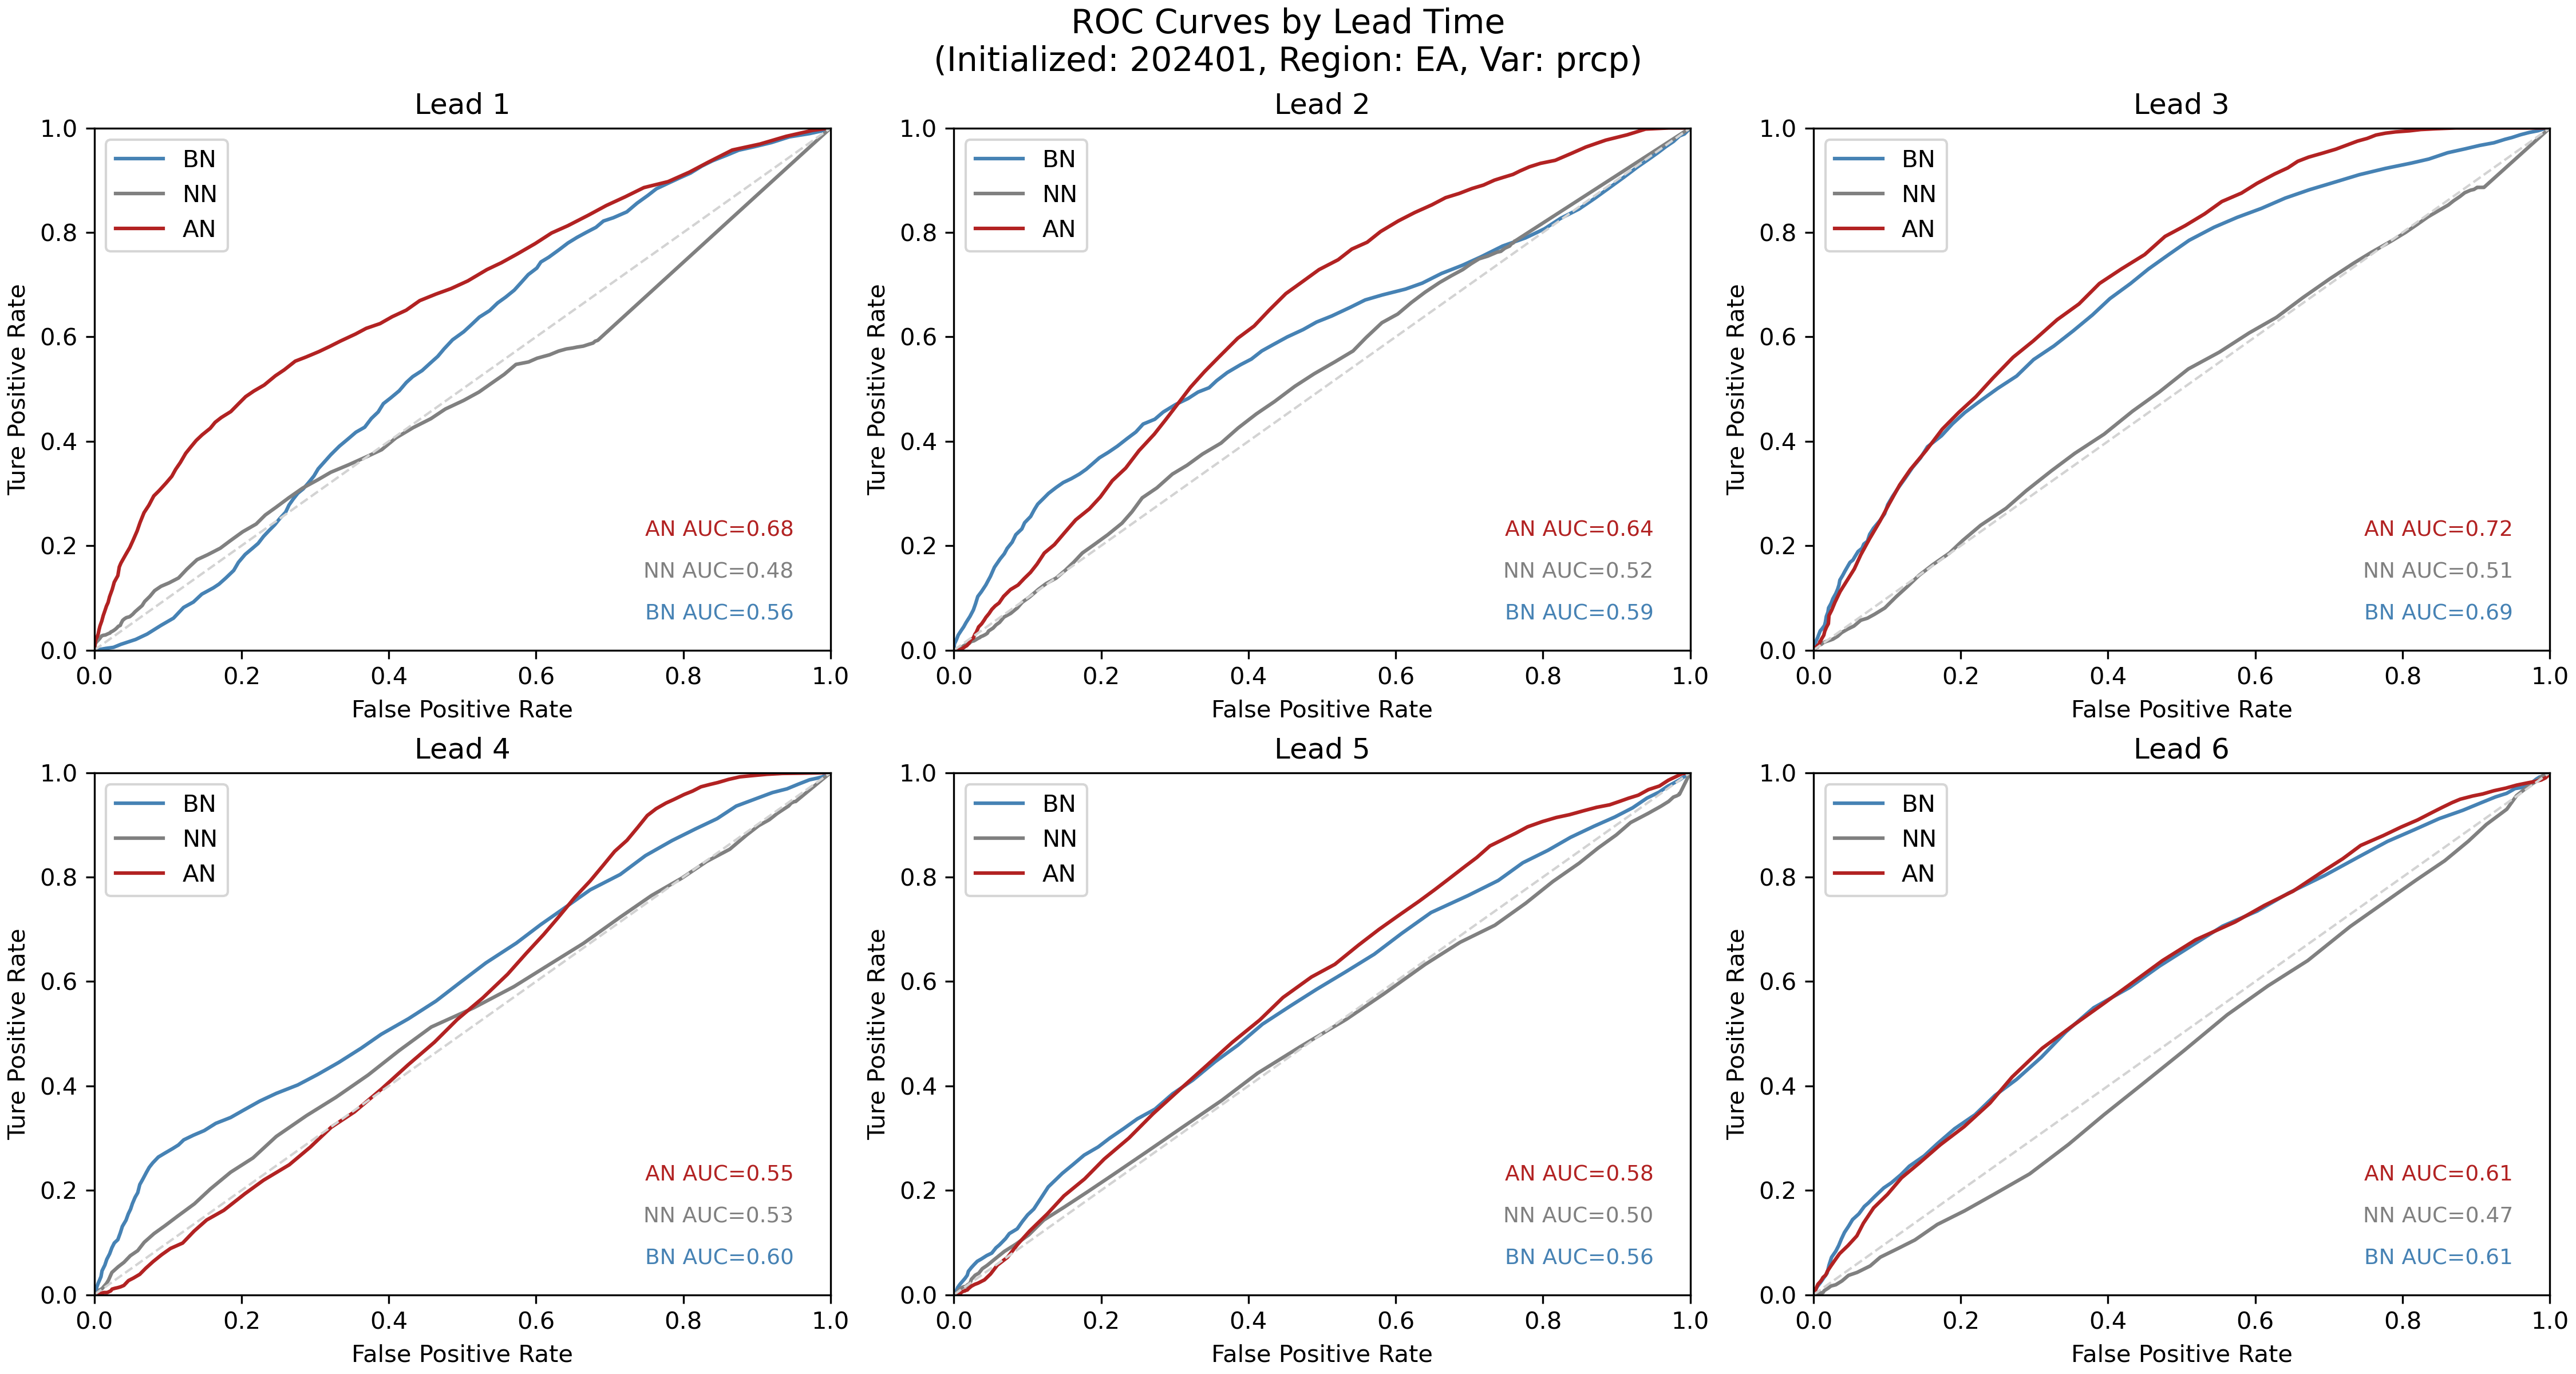 ROC Curves by Lead Time
(Initialized: 202401, Region: EA, Var: prcp)
Lead 1
1.0
0.8
0.6
0.4
0.2
0.0
Ture Positive Rate
BN
NN
AN
AN AUC=0.68
NN AUC=0.48
BN AUC=0.56
0.0 0.2 0.4 0.6 0.8 1.0
False Positive Rate
Lead 2
1.0
0.8
0.6
0.4
0.2
0.0
Ture Positive Rate
BN
NN
AN
AN AUC=0.64
NN AUC=0.52
BN AUC=0.59
0.0 0.2 0.4 0.6 0.8 1.0
False Positive Rate
Lead 3
1.0
0.8
0.6
0.4
0.2
0.0
Ture Positive Rate
BN
NN
AN
AN AUC=0.72
NN AUC=0.51
BN AUC=0.69
0.0 0.2 0.4 0.6 0.8 1.0
False Positive Rate
Lead 4
1.0
0.8
0.6
0.4
0.2
0.0
Ture Positive Rate
BN
NN
AN
AN AUC=0.55
NN AUC=0.53
BN AUC=0.60
0.0 0.2 0.4 0.6 0.8 1.0
False Positive Rate
Lead 5
1.0
0.8
0.6
0.4
0.2
0.0
Ture Positive Rate
BN
NN
AN
AN AUC=0.58
NN AUC=0.50
BN AUC=0.56
0.0 0.2 0.4 0.6 0.8 1.0
False Positive Rate
Lead 6
1.0
0.8
0.6
0.4
0.2
0.0
Ture Positive Rate
BN
NN
AN
AN AUC=0.61
NN AUC=0.47
BN AUC=0.61
0.0 0.2 0.4 0.6 0.8 1.0
False Positive Rate